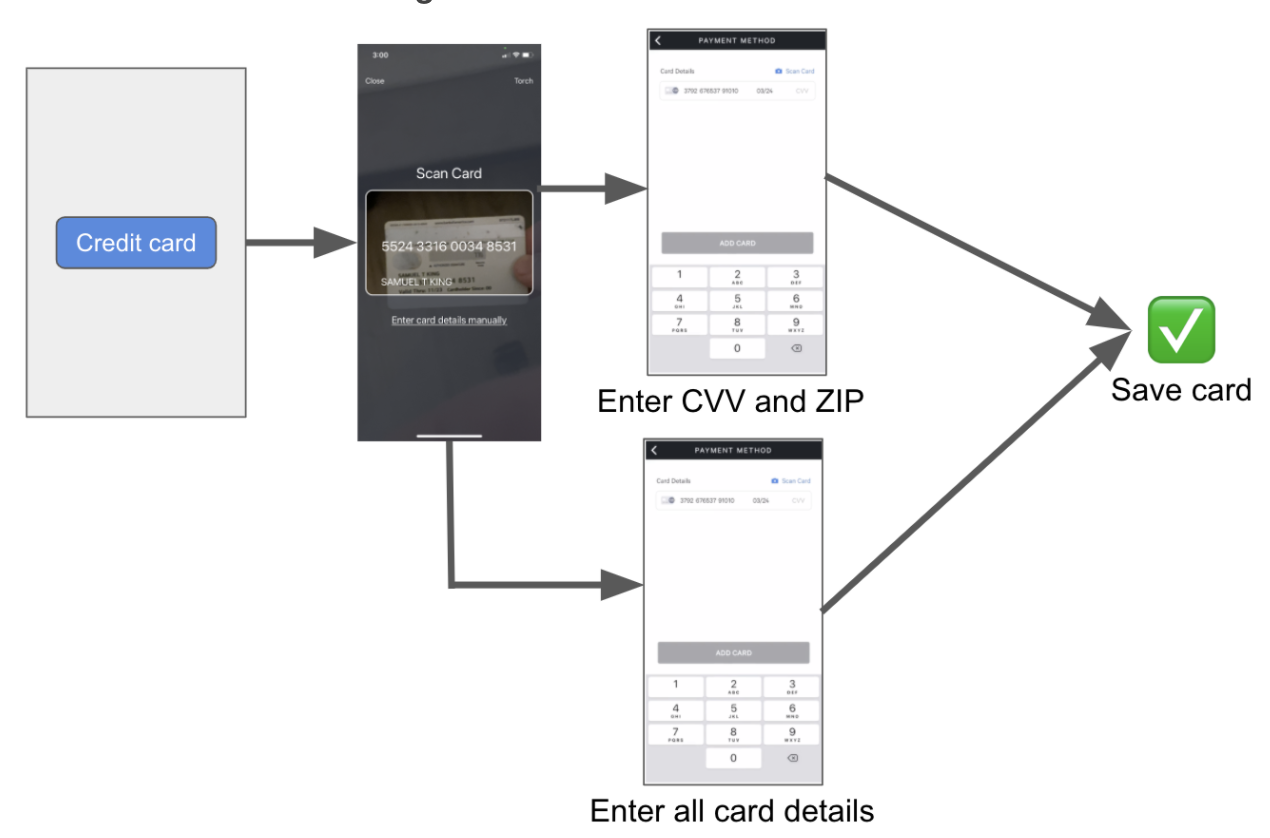 g
Credit card
3:00
Close
Torch
Scan Card
5524 3316 0034 8531
SAMUEL T KING
SAMUEL T KING
Enter card details manually
PAYMENT METHOD
Card Details
Scan Card
3792 676537 91010 03/24 CVV
ADD CARD
1 2 3
ABC DEF
4 5 6
GHI JKL MNO
7 8 9
PQRS TUV WXYZ
0
Enter CVV and ZIP
PAYMENT METHOD
Card Details
Scan Card
3792 676537 91010 03/24 CVV
ADD CARD
1 2 3
ABC DEF
4 5 6
GHI JKL MNO
7 8 9
PQRS TUV WXYZ
0
Enter all card details
Save card